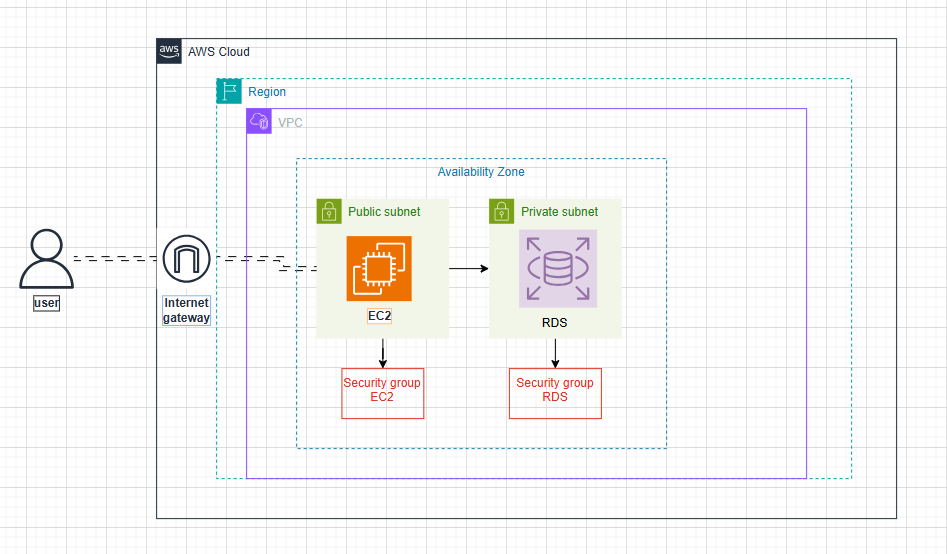 aws
AWS Cloud
Region
VPC
Availability Zone
Public subnet
Private subnet
EC2
RDS
user
Internet
gateway
Security group
EC2
Security group
RDS